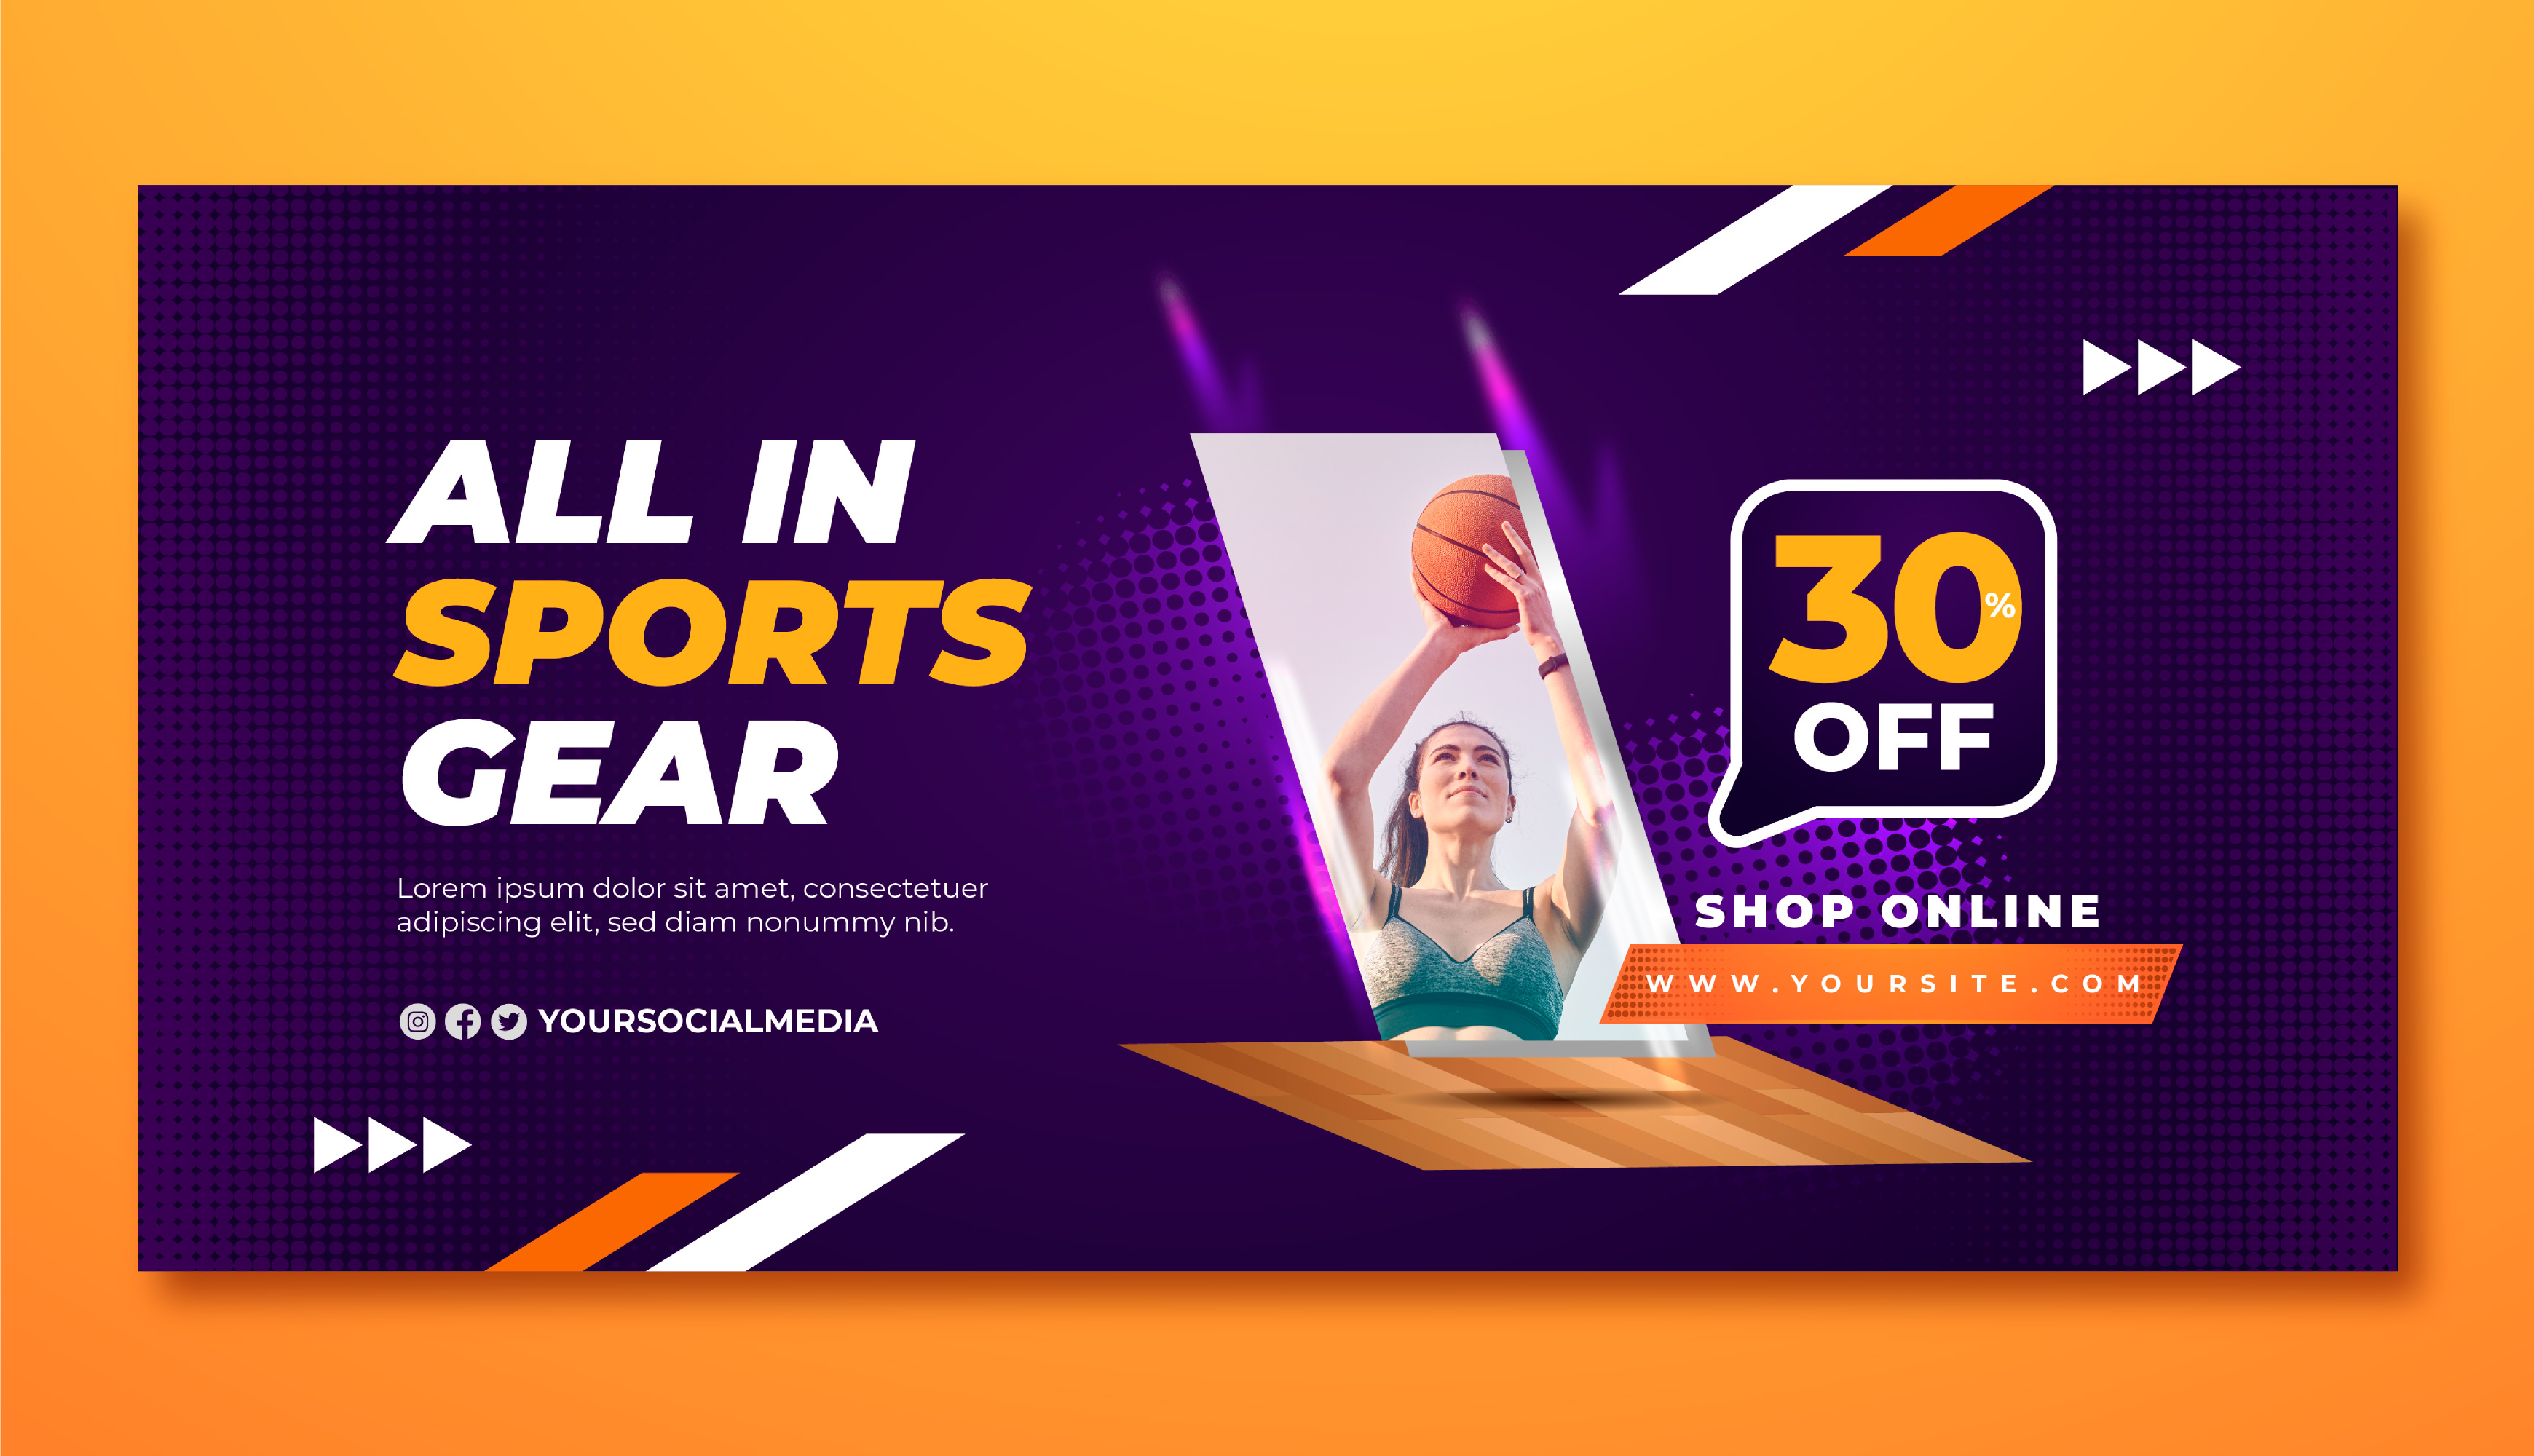 ALL IN
SPORTS
GEAR
Lorem ipsum dolor sit amet, consectetuer
adipiscing elit, sed diam nonummy nib.
YOURSOCIALMEDIA
30%
OFF
SHOP ONLINE
WWW.YOURSITE.COM